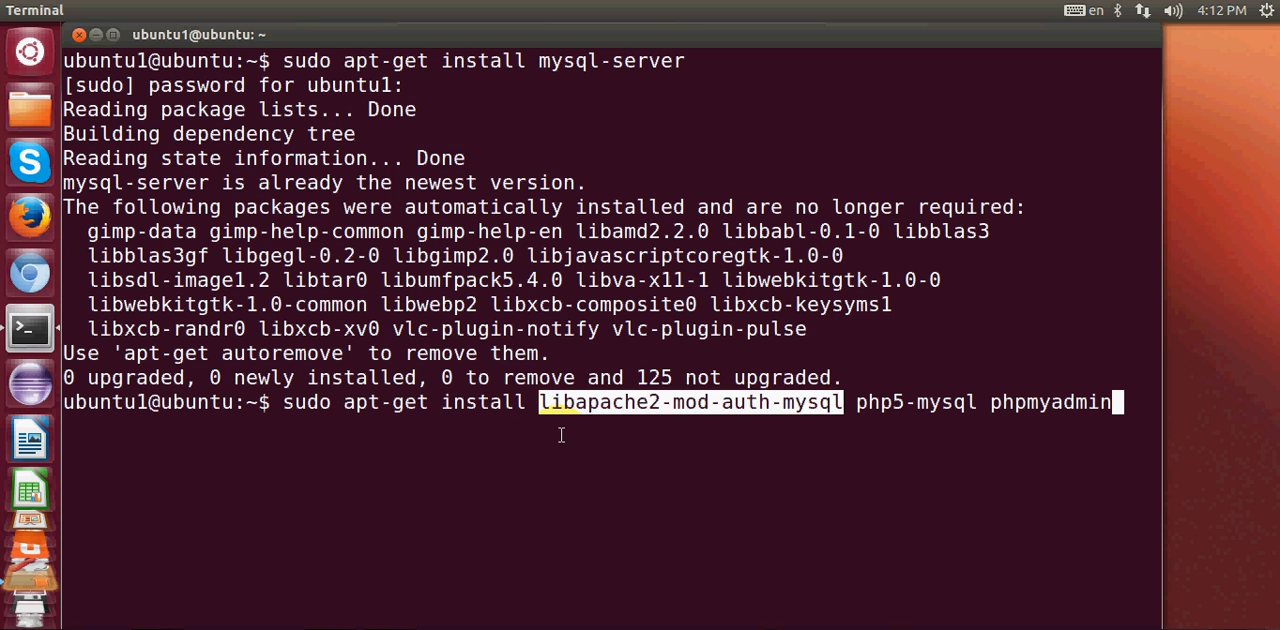 Terminal
en
4:12 PM
ubuntu1@ubuntu: ~
ubuntu1@ubuntu:~$ sudo apt-get install mysql-server
[sudo] password for ubuntu1:
Reading package lists... Done
Building dependency tree
Reading state information... Done
mysql-server is already the newest version.
The following packages were automatically installed and are no longer required:
  gimp-data gimp-help-common gimp-help-en libamd2.2.0 libbabl-0.1-0 libblas3
  libblas3gf libgegl-0.2-0 libgimp2.0 libjavascriptcoregtk-1.0-0
  libsdl-image1.2 libtar0 libumfpack5.4.0 libva-x11-1 libwebkitgtk-1.0-0
  libwebkitgtk-1.0-common libwebp2 libxcb-composite0 libxcb-keysyms1
  libxcb-randr0 libxcb-xv0 vlc-plugin-notify vlc-plugin-pulse
Use 'apt-get autoremove' to remove them.
0 upgraded, 0 newly installed, 0 to remove and 125 not upgraded.
ubuntu1@ubuntu:~$ sudo apt-get install libapache2-mod-auth-mysql php5-mysql phpmyadmin